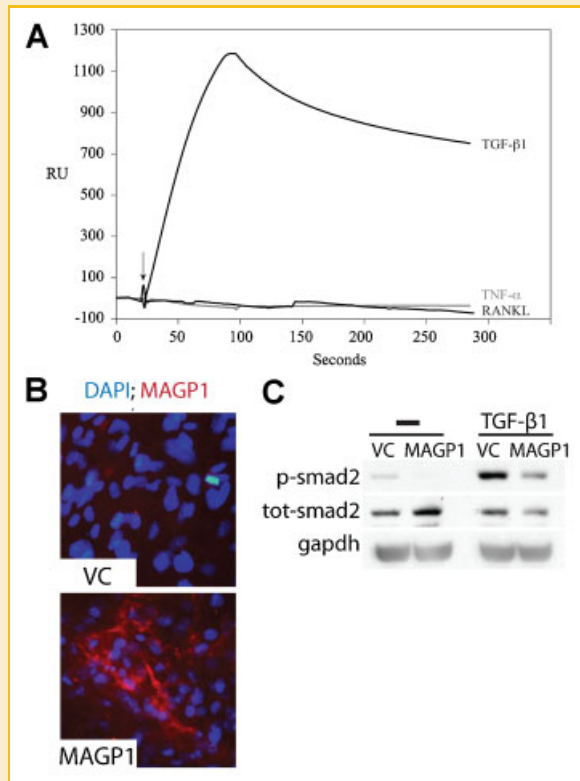 A
1300
1100
900
700
RU
500
300
100
-100
0 50 100 150 200 250 300
Seconds
TGF-β1
TNF-α
RANKL
B
DAPI; MAGP1
VC
MAGP1
C
– TGF-β1
VC MAGP1 VC MAGP1
p-smad2
tot-smad2
gapdh